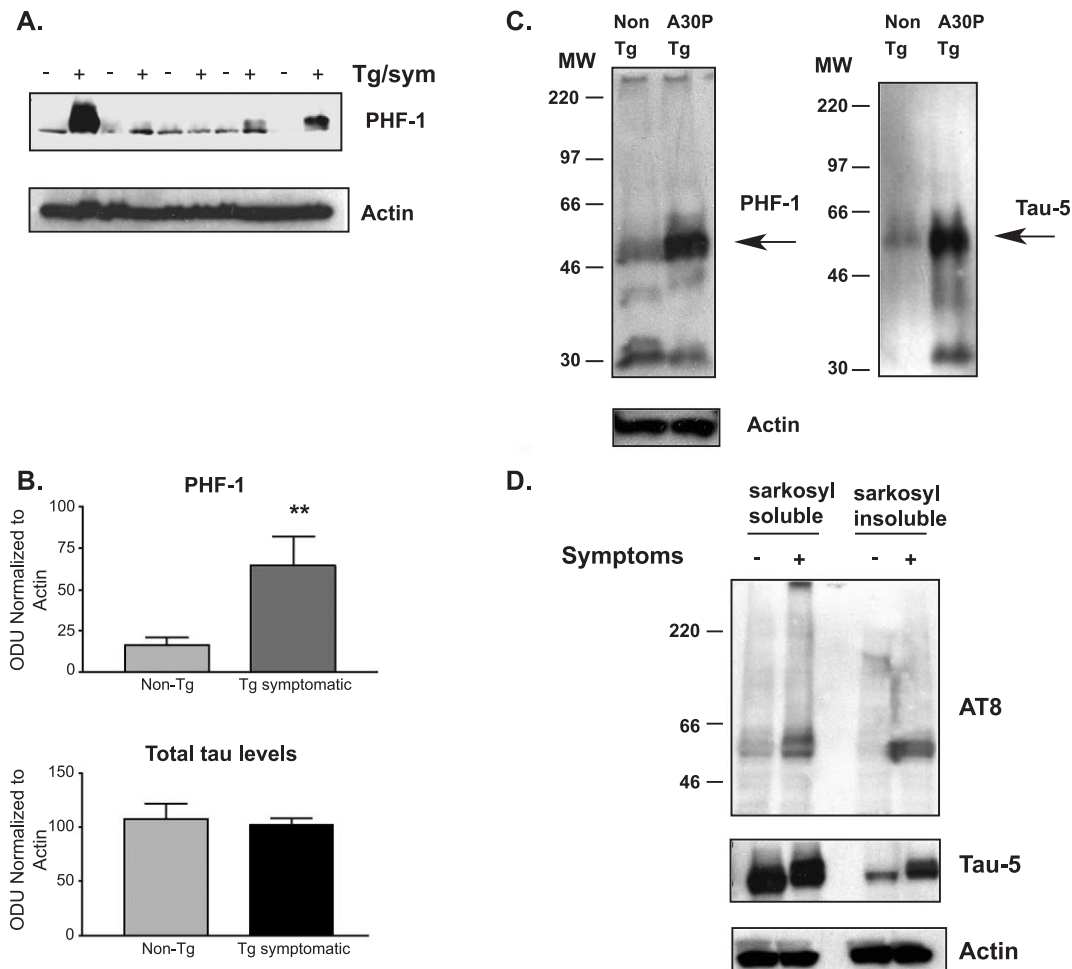 A.
- + - + - + - + - + Tg/sym
PHF-1
Actin
B.
PHF-1
ODU Normalized to
Actin
100
75
50
25
0
**
Non-Tg
Tg symptomatic
Total tau levels
ODU Normalized to
Actin
150
100
50
0
Non-Tg
Tg symptomatic
C.
Non A30P
Tg Tg
MW
220
97
66
46
30
PHF-1
Actin
Non A30P
Tg Tg
MW
220
97
66
46
30
Tau-5
D.
sarkosyl sarkosyl
soluble insoluble
Symptoms - + - +
220
66
46
AT8
Tau-5
Actin